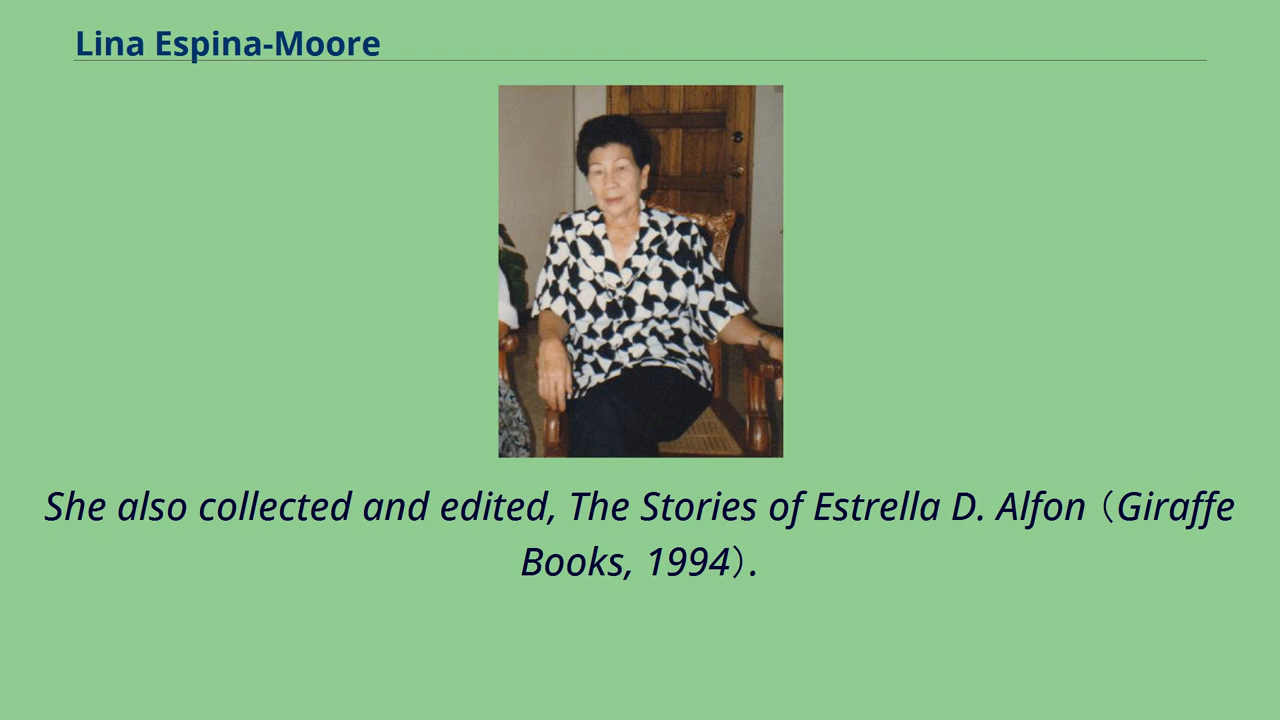 Lina Espina-Moore
She also collected and edited, The Stories of Estrella D. Alfon（Giraffe
Books, 1994）.